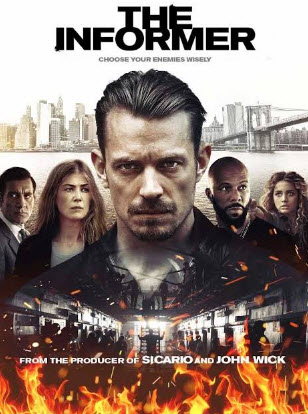 THE
INFORMER
CHOOSE YOUR ENEMIES WISELY
FROM THE PRODUCER OF SICARIO AND JOHN WICK